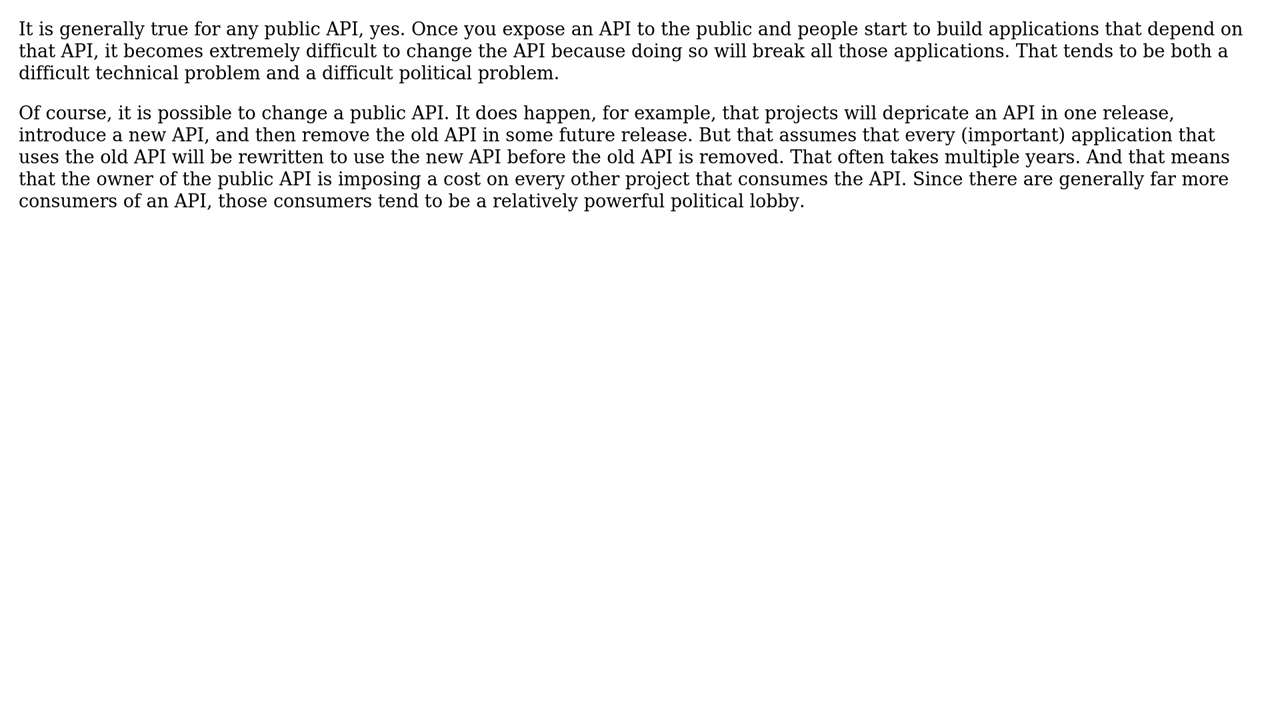 It is generally true for any public API, yes. Once you expose an API to the public and people start to build applications that depend on
that API, it becomes extremely difficult to change the API because doing so will break all those applications. That tends to be both a
difficult technical problem and a difficult political problem.
Of course, it is possible to change a public API. It does happen, for example, that projects will depricate an API in one release,
introduce a new API, and then remove the old API in some future release. But that assumes that every (important) application that
uses the old API will be rewritten to use the new API before the old API is removed. That often takes multiple years. And that means
that the owner of the public API is imposing a cost on every other project that consumes the API. Since there are generally far more
consumers of an API, those consumers tend to be a relatively powerful political lobby.